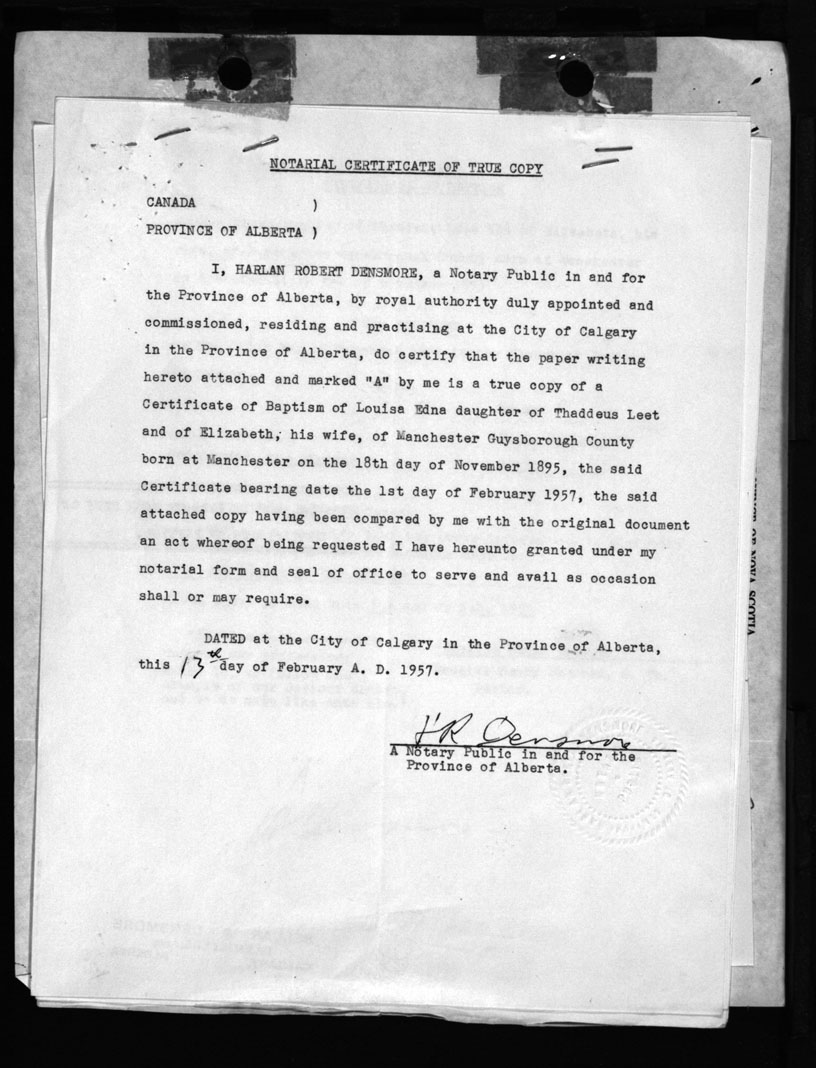 NOTARIAL CERTIFICATE OF TRUE COPY
CANADA )
PROVINCE OF ALBERTA )
I, HARLAN ROBERT DENSMORE, a Notary Public in and for
the Province of Alberta, by royal authority duly appointed and
commissioned, residing and practising at the City of Calgary
in the Province of Alberta, do certify that the paper writing
hereto attached and marked "A" by me is a true copy of a
Certificate of Baptism of Louisa Edna daughter of Thaddeus Leet
and of Elizabeth, his wife, of Manchester Guysborough County
born at Manchester on the 18th day of November 1895, the said
Certificate bearing date the 1st day of February 1957, the said
attached copy having been compared by me with the original document
an act whereof being requested I have hereunto granted under my
notarial form and seal of office to serve and avail as occasion
shall or may require.
DATED at the City of Calgary in the Province of Alberta,
this 13th day of February A. D. 1957.
HR Densmore
A Notary Public in and for the
Province of Alberta.
OF NOVA SCOTIA